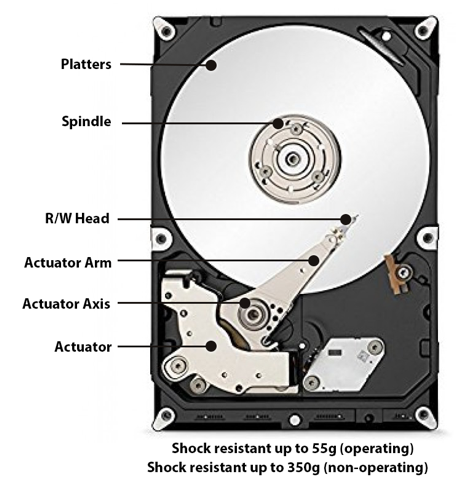 Platters
Spindle
R/W Head
Actuator Arm
Actuator Axis
Actuator
Shock resistant up to 55g (operating)
Shock resistant up to 350g (non-operating)